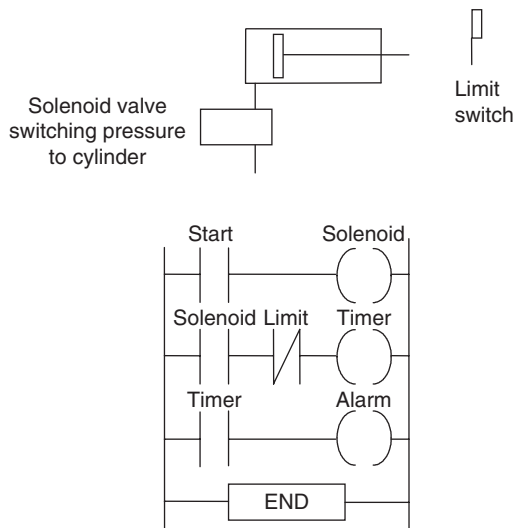 Solenoid valve
switching pressure
to cylinder
Limit
switch
Start Solenoid
Solenoid Limit Timer
Timer Alarm
END